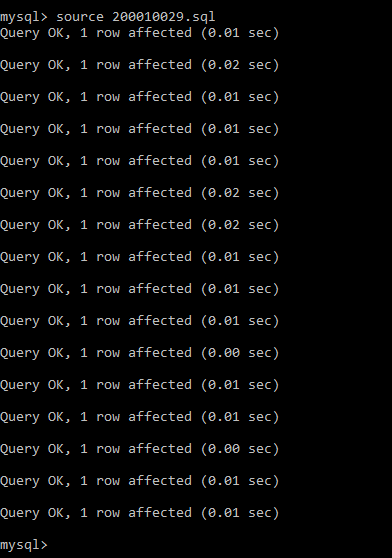 mysql> source 200010029.sql
Query OK, 1 row affected (0.01 sec)
Query OK, 1 row affected (0.02 sec)
Query OK, 1 row affected (0.01 sec)
Query OK, 1 row affected (0.01 sec)
Query OK, 1 row affected (0.01 sec)
Query OK, 1 row affected (0.02 sec)
Query OK, 1 row affected (0.02 sec)
Query OK, 1 row affected (0.01 sec)
Query OK, 1 row affected (0.01 sec)
Query OK, 1 row affected (0.01 sec)
Query OK, 1 row affected (0.00 sec)
Query OK, 1 row affected (0.01 sec)
Query OK, 1 row affected (0.01 sec)
Query OK, 1 row affected (0.00 sec)
Query OK, 1 row affected (0.01 sec)
Query OK, 1 row affected (0.01 sec)
mysql>